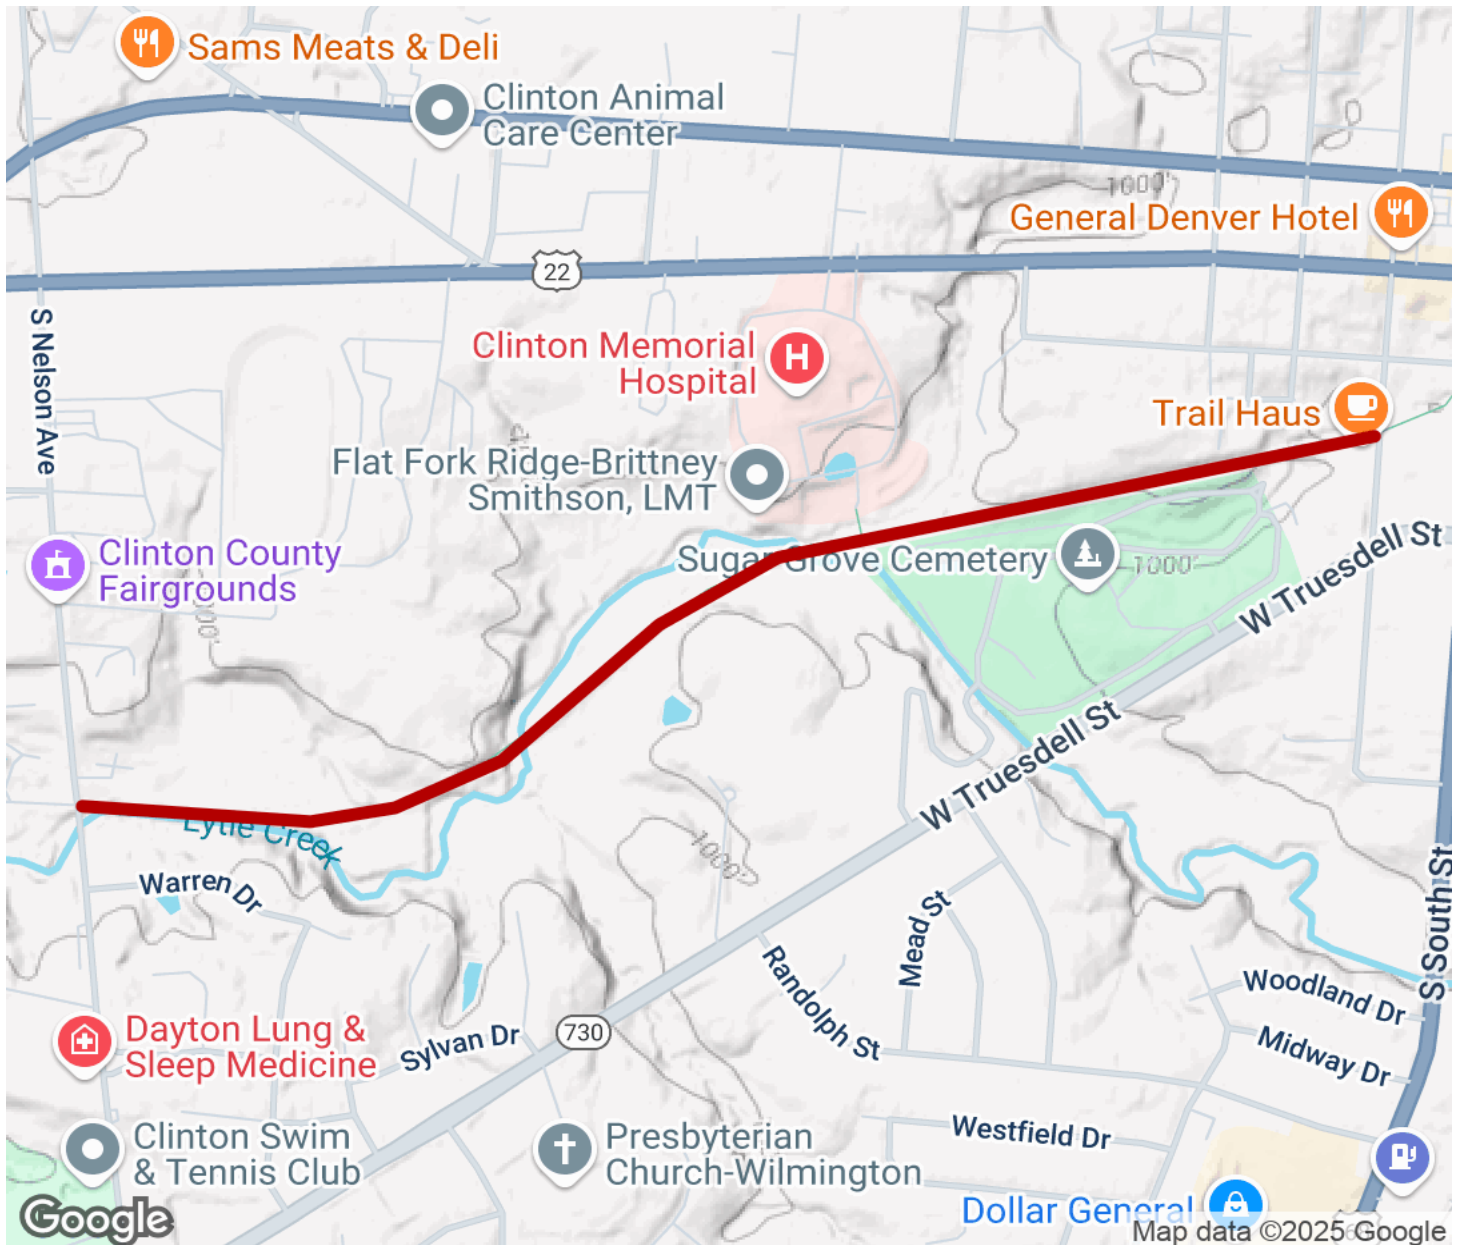 Sams Meats & Deli
Clinton Animal
Care Center
1000'
General Denver Hotel
22
S Nelson Ave
Clinton Memorial
Hospital
H
Trail Haus
Flat Fork Ridge-Brittney
Smithson, LMT
W Truesdell St
Clinton County
Fairgrounds
Sugar Grove Cemetery
1000'
W Truesdell St
Lytle Creek
1000'
Warren Dr
S South St
Mead St
Randolph St
Woodland Dr
Midway Dr
Dayton Lung &
Sleep Medicine
Sylvan Dr
730
Westfield Dr
Clinton Swim
& Tennis Club
Presbyterian
Church-Wilmington
Dollar General
Google
Map data ©2025 Google